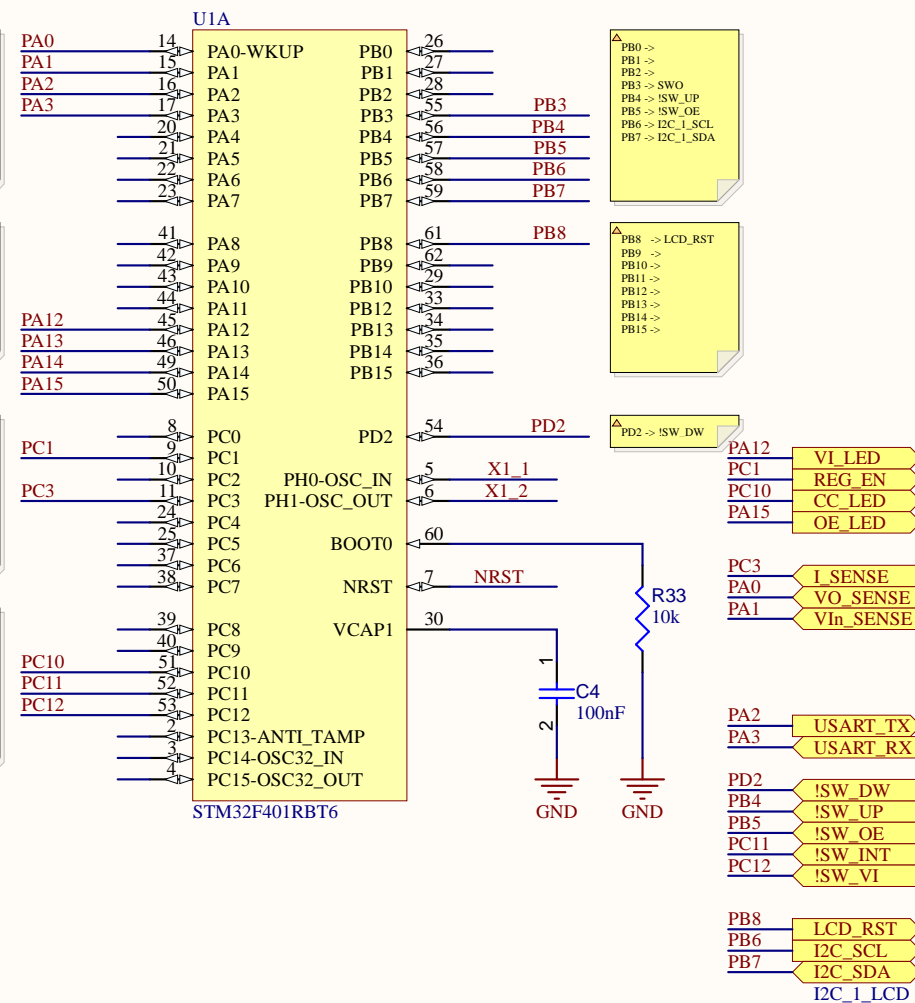 U1A
PA0 14 PA0-WKUP PB0 26
PA1 15 PA1 PB1 27
PA2 16 PA2 PB2 28
PA3 17 PA3 PB3 55 PB3
20 PA4 PB4 56 PB4
21 PA5 PB5 57 PB5
22 PA6 PB6 58 PB6
23 PA7 PB7 59 PB7
41 PA8 PB8 61 PB8
42 PA9 PB9 62
43 PA10 PB10 29
44 PA11 PB12 33
PA12 45 PA12 PB13 34
PA13 46 PA13 PB14 35
PA14 49 PA14 PB15 36
PA15 50 PA15
8 PC0 PD2 54 PD2
PC1 9 PC1
10 PC2 PH0-OSC_IN 5 X1_1
PC3 11 PC3 PH1-OSC_OUT 6 X1_2
24 PC4
25 PC5 BOOT0 60
37 PC6
38 PC7 NRST 7 NRST
39 PC8 VCAP1 30
40 PC9
PC10 51 PC10
PC11 52 PC11
PC12 53 PC12
2 PC13-ANTI_TAMP
3 PC14-OSC32_IN
4 PC15-OSC32_OUT
STM32F401RBT6
R33
10k
1
C4
100nF
2
GND
GND
PB0 ->
PB1 ->
PB2 ->
PB3 -> SWO
PB4 -> !SW_UP
PB5 -> !SW_OE
PB6 -> I2C_1_SCL
PB7 -> I2C_1_SDA
PB8 -> LCD_RST
PB9 ->
PB10 ->
PB11 ->
PB12 ->
PB13 ->
PB14 ->
PB15 ->
PD2 -> !SW_DW
PA12 VI_LED
PC1 REG_EN
PC10 CC_LED
PA15 OE_LED
PC3 I_SENSE
PA0 VO_SENSE
PA1 VIn_SENSE
PA2 USART_TX
PA3 USART_RX
PD2 !SW_DW
PB4 !SW_UP
PB5 !SW_OE
PC11 !SW_INT
PC12 !SW_VI
PB8 LCD_RST
PB6 I2C_SCL
PB7 I2C_SDA
I2C_1_LCD